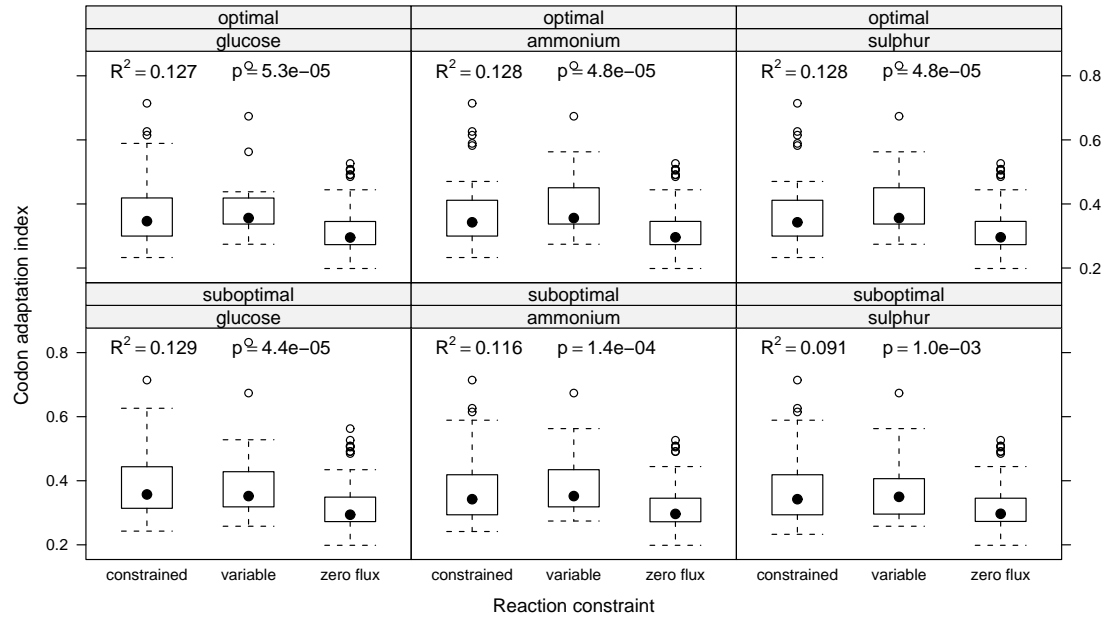 optimal
optimal
optimal
glucose
ammonium
sulphur
R² = 0.127 p = 5.3e−05
R² = 0.128 p = 4.8e−05
R² = 0.128 p = 4.8e−05
0.8
0.6
0.4
0.2
Codon adaptation index
suboptimal
suboptimal
suboptimal
glucose
ammonium
sulphur
R² = 0.129 p = 4.4e−05
R² = 0.116 p = 1.4e−04
R² = 0.091 p = 1.0e−03
0.8
0.6
0.4
0.2
constrained variable zero flux
constrained variable zero flux
constrained variable zero flux
Reaction constraint